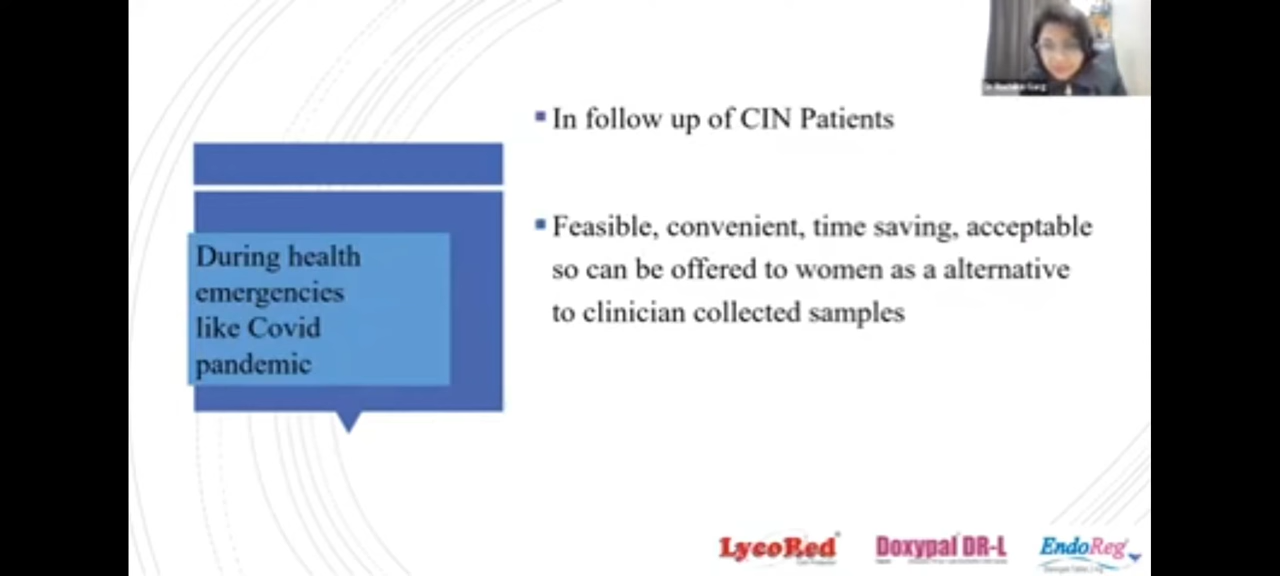 During health
emergencies
like Covid
pandemic
▪ In follow up of CIN Patients
▪ Feasible, convenient, time saving, acceptable
so can be offered to women as a alternative
to clinician collected samples
LycoRed
Doxypal DR-L
EndoReg